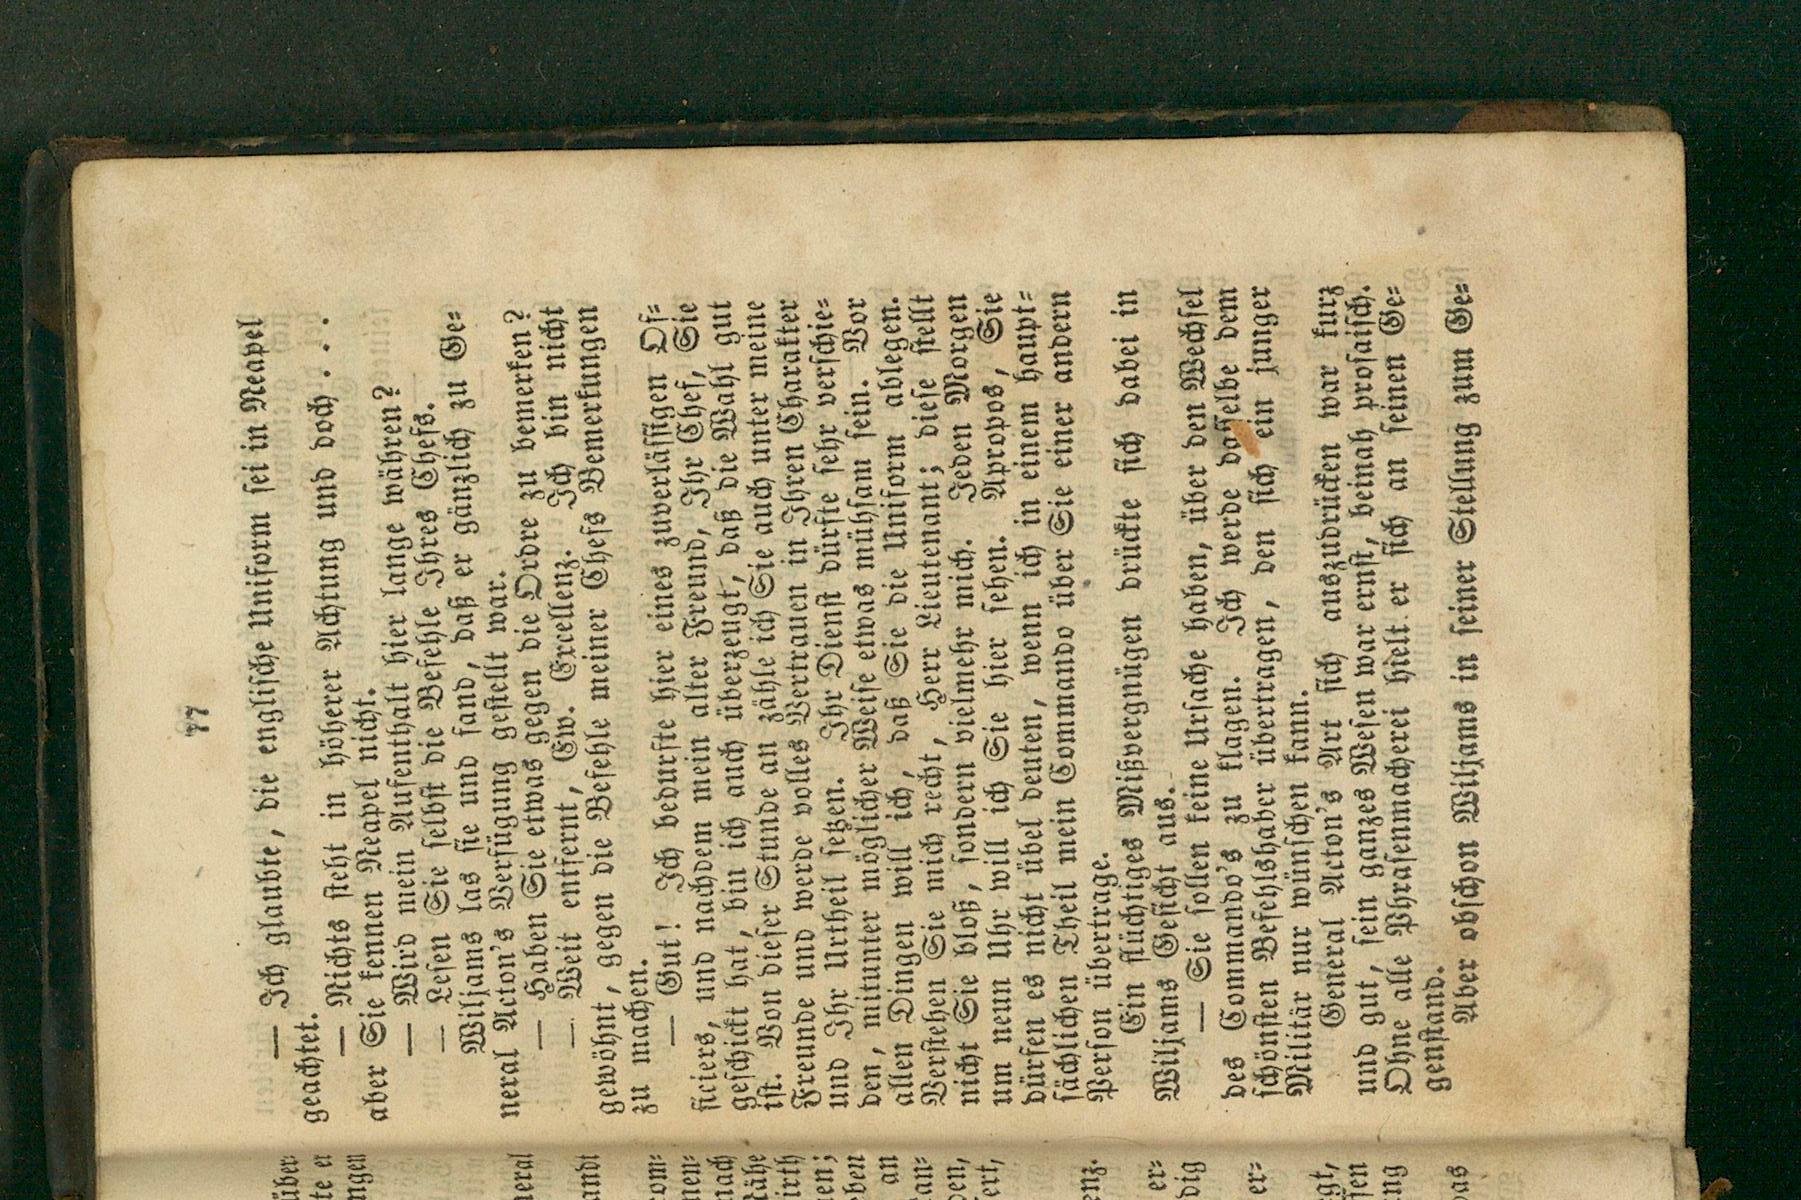 77
— Ich glaubte, die englische Uniform sei in Neapel
geachtet.
— Nichts steht in höherer Achtung und doch . . .
aber Sie kennen Neapel nicht.
— Wird mein Aufenthalt hier lange währen?
— Lesen Sie selbst die Befehle Ihres Chefs.
Wiljams las sie und fand, daß er gänzlich zu Ge-
neral Acton's Verfügung gestellt war.
— Haben Sie etwas gegen die Ordre zu bemerken?
— Weit entfernt, Ew. Excellenz. Ich bin nicht
gewöhnt, gegen die Befehle meiner Chefs Bemerkungen
zu machen.
— Gut! Ich bedurfte hier eines zuverlässigen Of-
ficiers, und nachdem mein alter Freund, Ihr Chef, Sie
geschickt hat, bin ich auch überzeugt, daß die Wahl gut
ist. Von dieser Stunde an zähle ich Sie auch unter meine
Freunde und werde volles Vertrauen in Ihren Charakter
und Ihr Urtheil setzen. Ihr Dienst dürfte sehr verschie-
den, mitunter möglicher Weise etwas mühsam sein. Vor
allen Dingen will ich, daß Sie die Uniform ablegen.
Verstehen Sie mich recht, Herr Lieutenant; diese stellt
nicht Sie bloß, sondern vielmehr mich. Jeden Morgen
um neun Uhr will ich Sie hier sehen. Apropos, Sie
dürfen es nicht übel deuten, wenn ich in einem haupt-
sächlichen Theil mein Commando über Sie einer andern
Person übertrage.
Ein flüchtiges Mißvergnügen drückte sich dabei in
Wiljams Gesicht aus.
— Sie sollen keine Ursache haben, über den Wechsel
des Commando's zu klagen. Ich werde dasselbe dem
schönsten Befehlshaber übertragen, den sich ein junger
Militär nur wünschen kann.
General Acton's Art sich auszudrücken war kurz
und gut, sein ganzes Wesen war ernst, beinah prosaisch.
Ohne alle Phrasenmacherei hielt er sich an seinen Ge-
genstand.
Aber obschon Wiljams in seiner Stellung zum Ge-